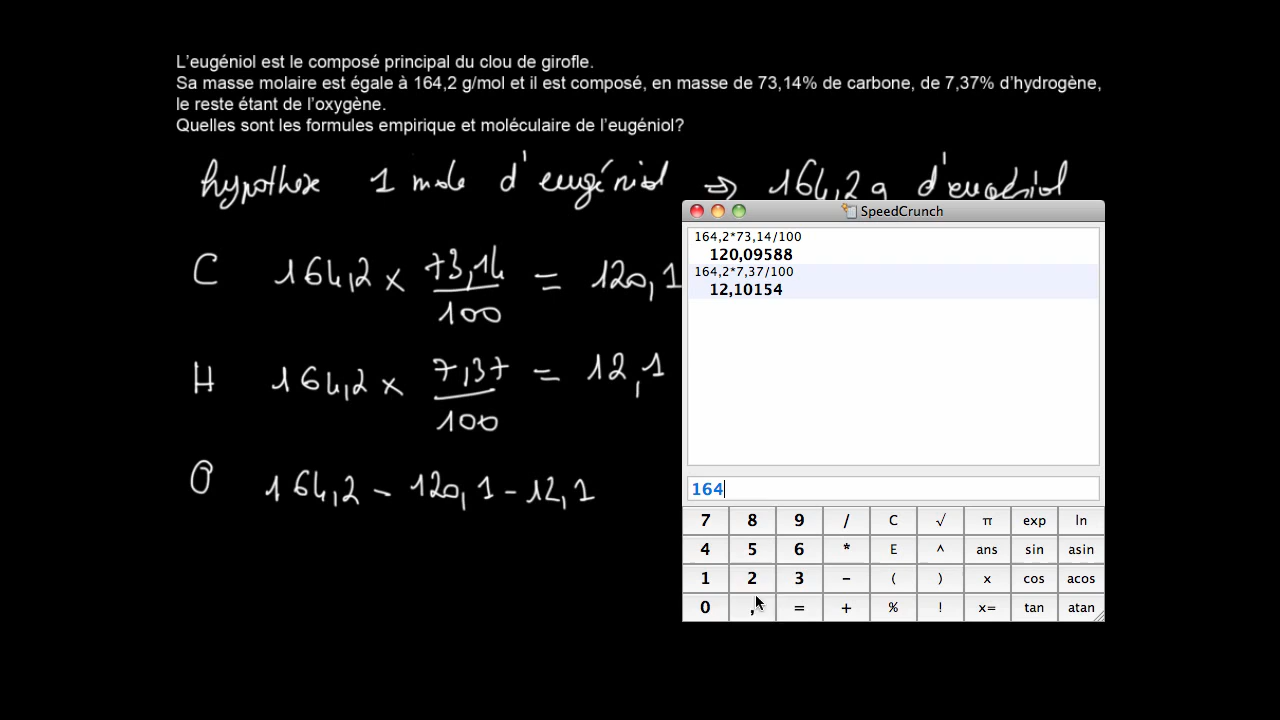 L'eugéniol est le composé principal du clou de girofle.
Sa masse molaire est égale à 164,2 g/mol et il est composé, en masse de 73,14% de carbone, de 7,37% d'hydrogène,
le reste étant de l'oxygène.
Quelles sont les formules empirique et moléculaire de l'eugéniol?
hypothèse 1 mole d'eugéniol ⇒ 164,2 g d'eugéniol
C 164,2 x 73,14/100 = 120,1
H 164,2 x 7,37/100 = 12,1
O 164,2 - 120,1 - 12,1
SpeedCrunch
164,2*73,14/100
120,09588
164,2*7,37/100
12,10154
164
7 8 9 / C √ π exp ln
4 5 6 * E ^ ans sin asin
1 2 3 - ( ) x cos acos
0 , = + % ! x= tan atan